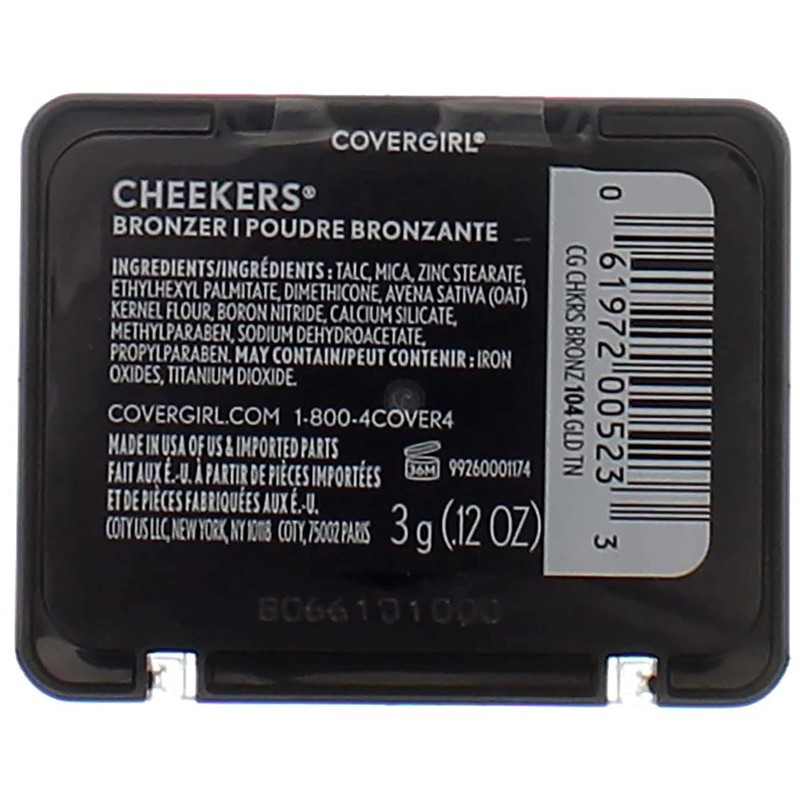 COVERGIRL®
CHEEKERS®
BRONZER | POUDRE BRONZANTE
INGREDIENTS/INGRÉDIENTS : TALC, MICA, ZINC STEARATE,
ETHYLHEXYL PALMITATE, DIMETHICONE, AVENA SATIVA (OAT)
KERNEL FLOUR, BORON NITRIDE, CALCIUM SILICATE,
METHYLPARABEN, SODIUM DEHYDROACETATE,
PROPYLPARABEN. MAY CONTAIN/PEUT CONTENIR : IRON
OXIDES, TITANIUM DIOXIDE.
COVERGIRL.COM 1-800-4COVER4
MADE IN USA OF US & IMPORTED PARTS
FAIT AUX É.-U. À PARTIR DE PIÈCES IMPORTÉES
ET DE PIÈCES FABRIQUÉES AUX É.-U.
COTY US LLC, NEW YORK, NY 10118 COTY, 75002 PARIS
36M 99260001174
3 g (.12 OZ)
0 61972 00523 3
CG CHKRS BRONZ 104 GLD TN
8066101000